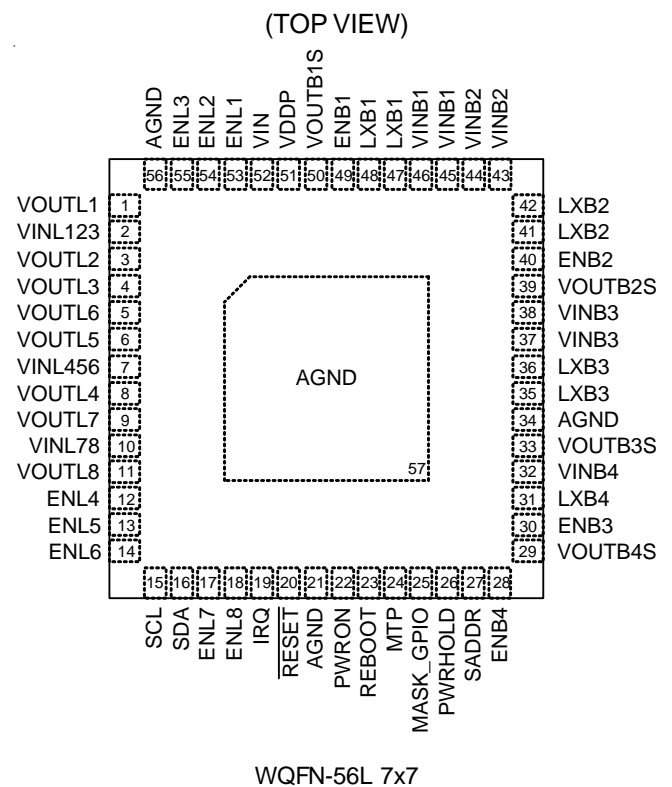 (TOP VIEW)
AGND
ENL3
ENL2
ENL1
VIN
VDDP
VOUTB1S
ENB1
LXB1
LXB1
VINB1
VINB1
VINB2
VINB2
56 55 54 53 52 51 50 49 48 47 46 45 44 43
VOUTL1 1
VINL123 2
VOUTL2 3
VOUTL3 4
VOUTL6 5
VOUTL5 6
VINL456 7
VOUTL4 8
VOUTL7 9
VINL78 10
VOUTL8 11
ENL4 12
ENL5 13
ENL6 14
AGND
57
42 LXB2
41 LXB2
40 ENB2
39 VOUTB2S
38 VINB3
37 VINB3
36 LXB3
35 LXB3
34 AGND
33 VOUTB3S
32 VINB4
31 LXB4
30 ENB3
29 VOUTB4S
15 16 17 18 19 20 21 22 23 24 25 26 27 28
SCL
SDA
ENL7
ENL8
IRQ
RESET
AGND
PWRON
REBOOT
MTP
MASK_GPIO
PWRHOLD
SADDR
ENB4
WQFN-56L 7x7